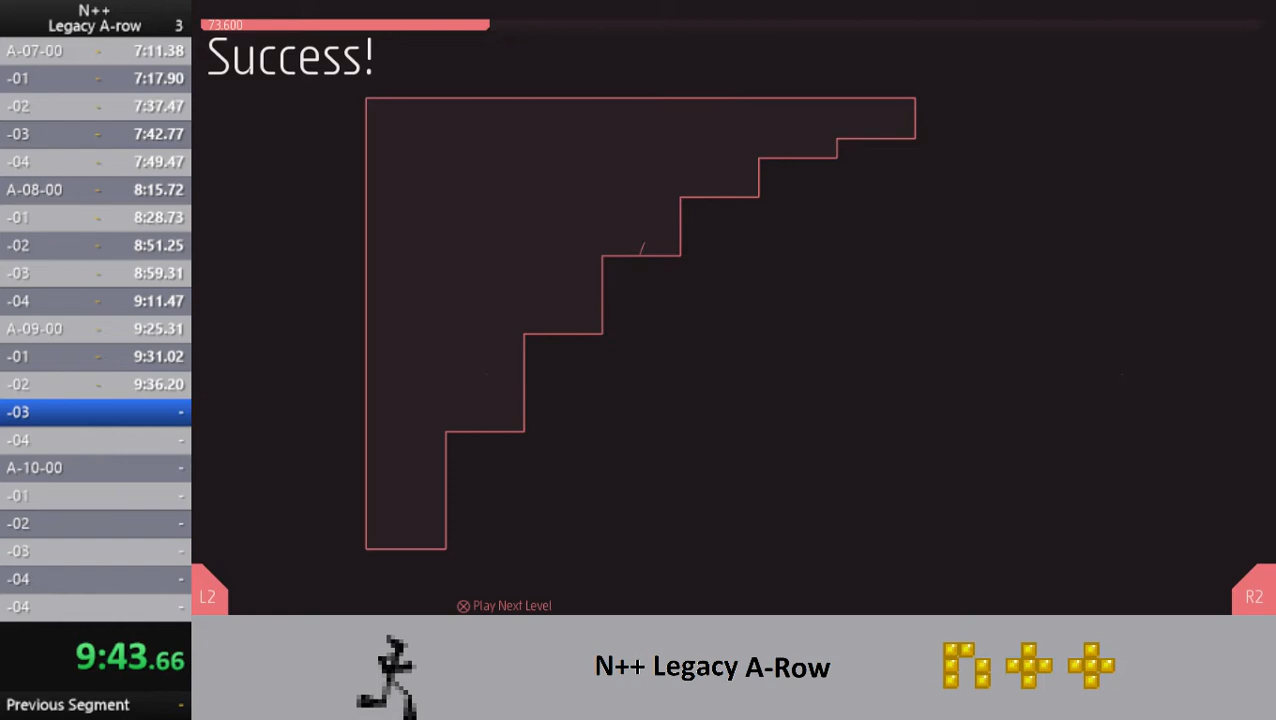 N++
Legacy A-row 3
A-07-00 - 7:11.38
-01 - 7:17.90
-02 - 7:37.47
-03 - 7:42.77
-04 - 7:49.47
A-08-00 - 8:15.72
-01 - 8:28.73
-02 - 8:51.25
-03 - 8:59.31
-04 - 9:11.47
A-09-00 - 9:25.31
-01 - 9:31.02
-02 - 9:36.20
-03 -
-04 -
A-10-00 -
-01 -
-02 -
-03 -
-04 -
-04 -
9:43.66
Previous Segment -
73.600
Success!
L2
Play Next Level
R2
N++ Legacy A-Row
n++